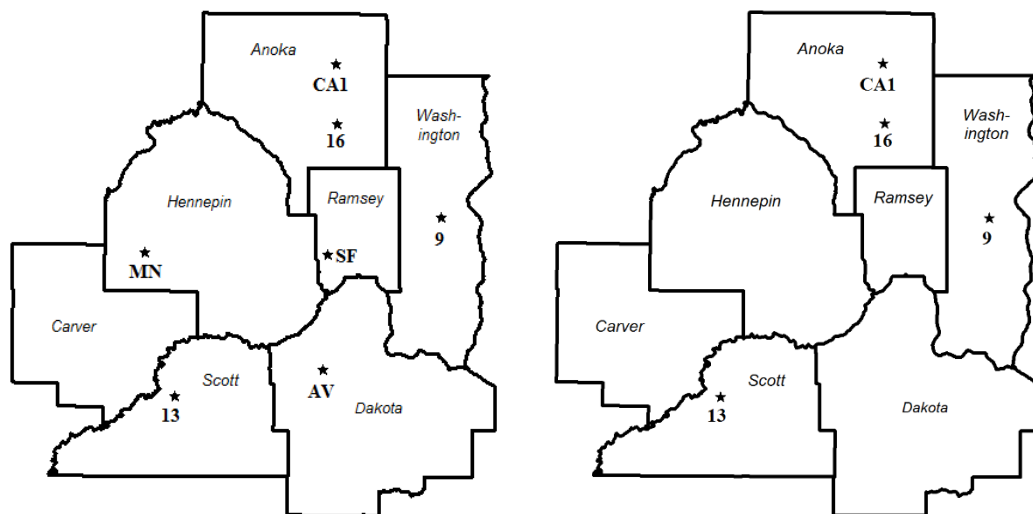 Anoka
CA1
Wash-
ington
16
Hennepin
Ramsey
9
SF
MN
Carver
Scott
AV
13
Dakota
Anoka
CA1
Wash-
ington
16
Hennepin
Ramsey
9
Carver
Scott
13
Dakota